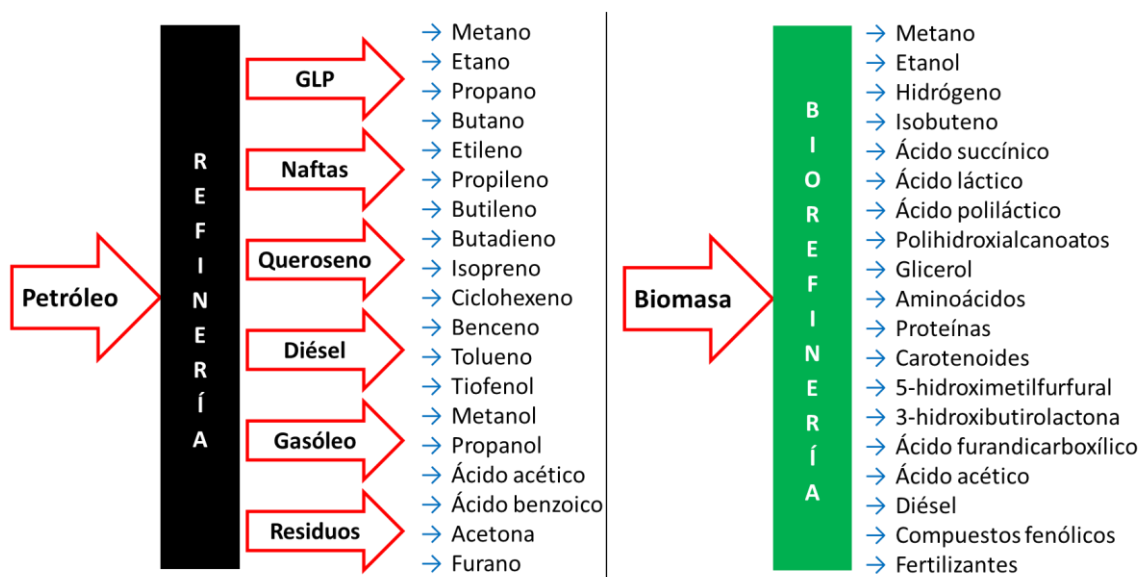 Petróleo
REFINERÍA
GLP
Naftas
Queroseno
Diésel
Gasóleo
Residuos
Metano
Etano
Propano
Butano
Etileno
Propileno
Butileno
Butadieno
Isopreno
Ciclohexeno
Benceno
Tolueno
Tiofenol
Metanol
Propanol
Ácido acético
Ácido benzoico
Acetona
Furano
Biomasa
BIOREFINERÍA
Metano
Etanol
Hidrógeno
Isobuteno
Ácido succínico
Ácido láctico
Ácido poliláctico
Polihidroxialcanoatos
Glicerol
Aminoácidos
Proteínas
Carotenoides
5-hidroximetilfurfural
3-hidroxibutirolactona
Ácido furandicarboxílico
Ácido acético
Diésel
Compuestos fenólicos
Fertilizantes